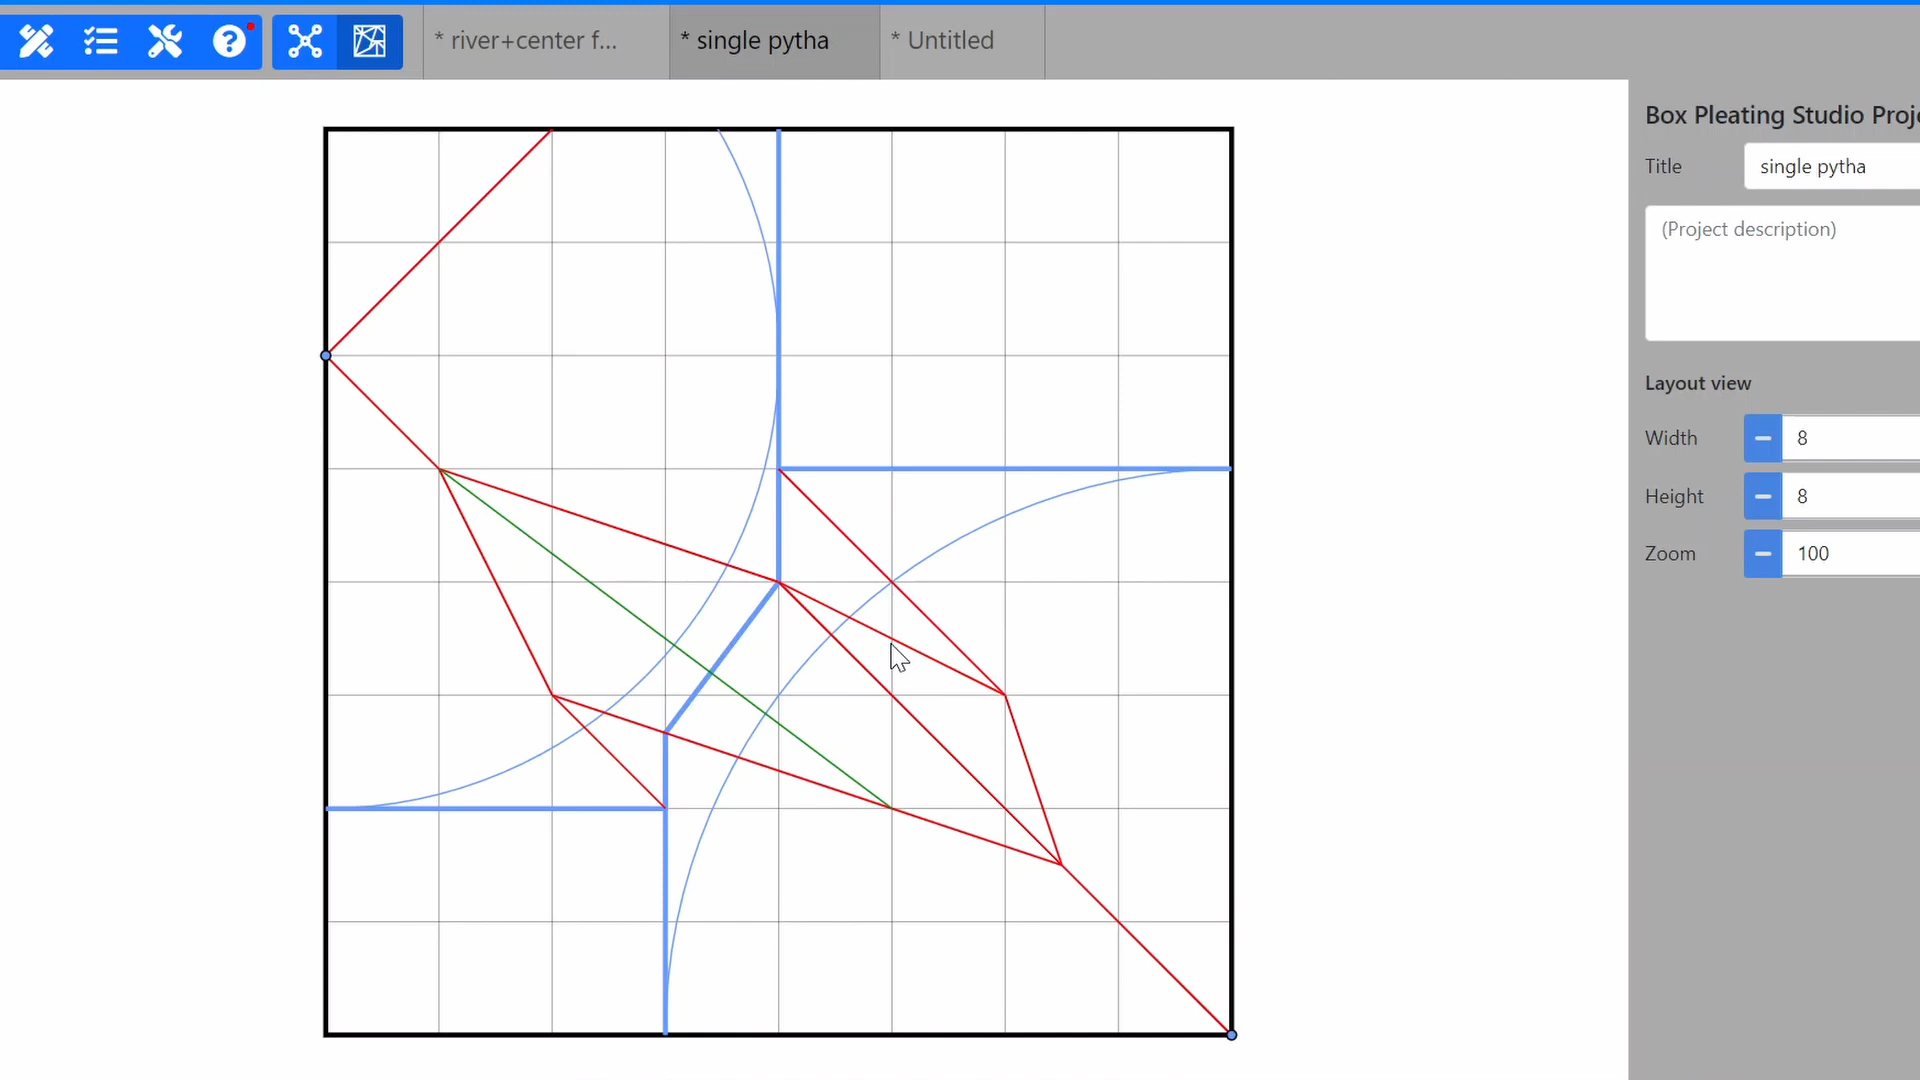 * river+center f...
* single pytha
* Untitled
Box Pleating Studio Proj
Title
single pytha
(Project description)
Layout view
Width
8
Height
8
Zoom
100